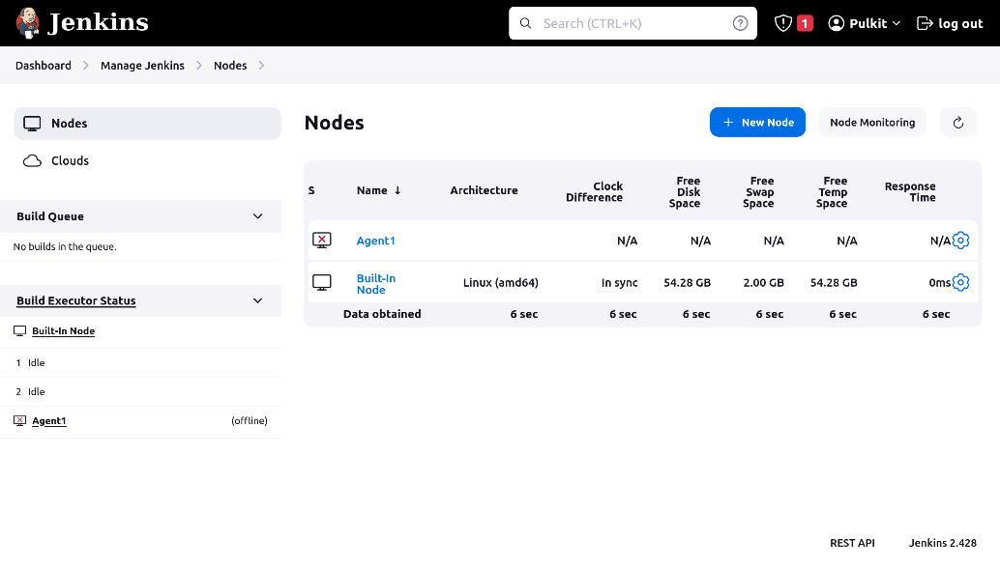 Jenkins
Search (CTRL+K)
1
Pulkit
log out
Dashboard
Manage Jenkins
Nodes
Nodes
Clouds
Build Queue
No builds in the queue.
Build Executor Status
Built-In Node
1 Idle
2 Idle
Agent1 (offline)
Nodes
+ New Node
Node Monitoring
S Name ↓ Architecture Clock Difference Free Disk Space Free Swap Space Free Temp Space Response Time
Agent1 N/A N/A N/A N/A N/A
Built-In Node Linux (amd64) In sync 54.28 GB 2.00 GB 54.28 GB 0ms
Data obtained 6 sec 6 sec 6 sec 6 sec 6 sec 6 sec
REST API
Jenkins 2.428